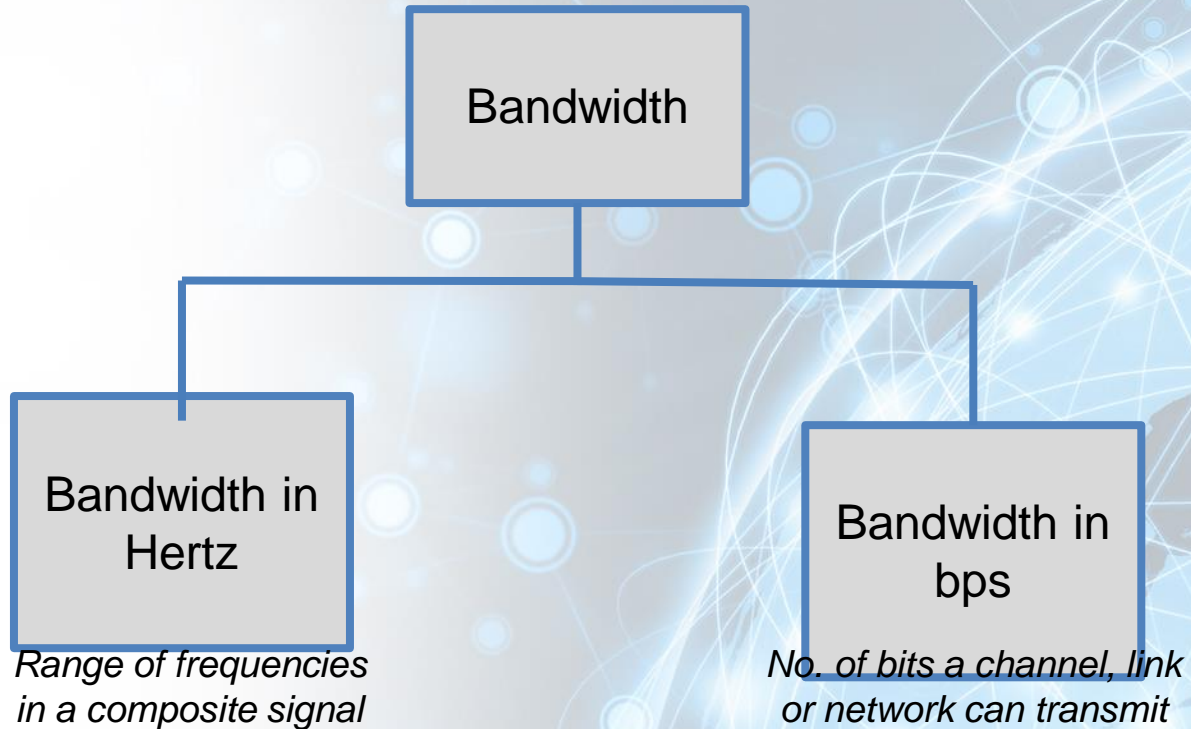 Bandwidth
Bandwidth in
Hertz
Range of frequencies
in a composite signal
Bandwidth in
bps
No. of bits a channel, link
or network can transmit